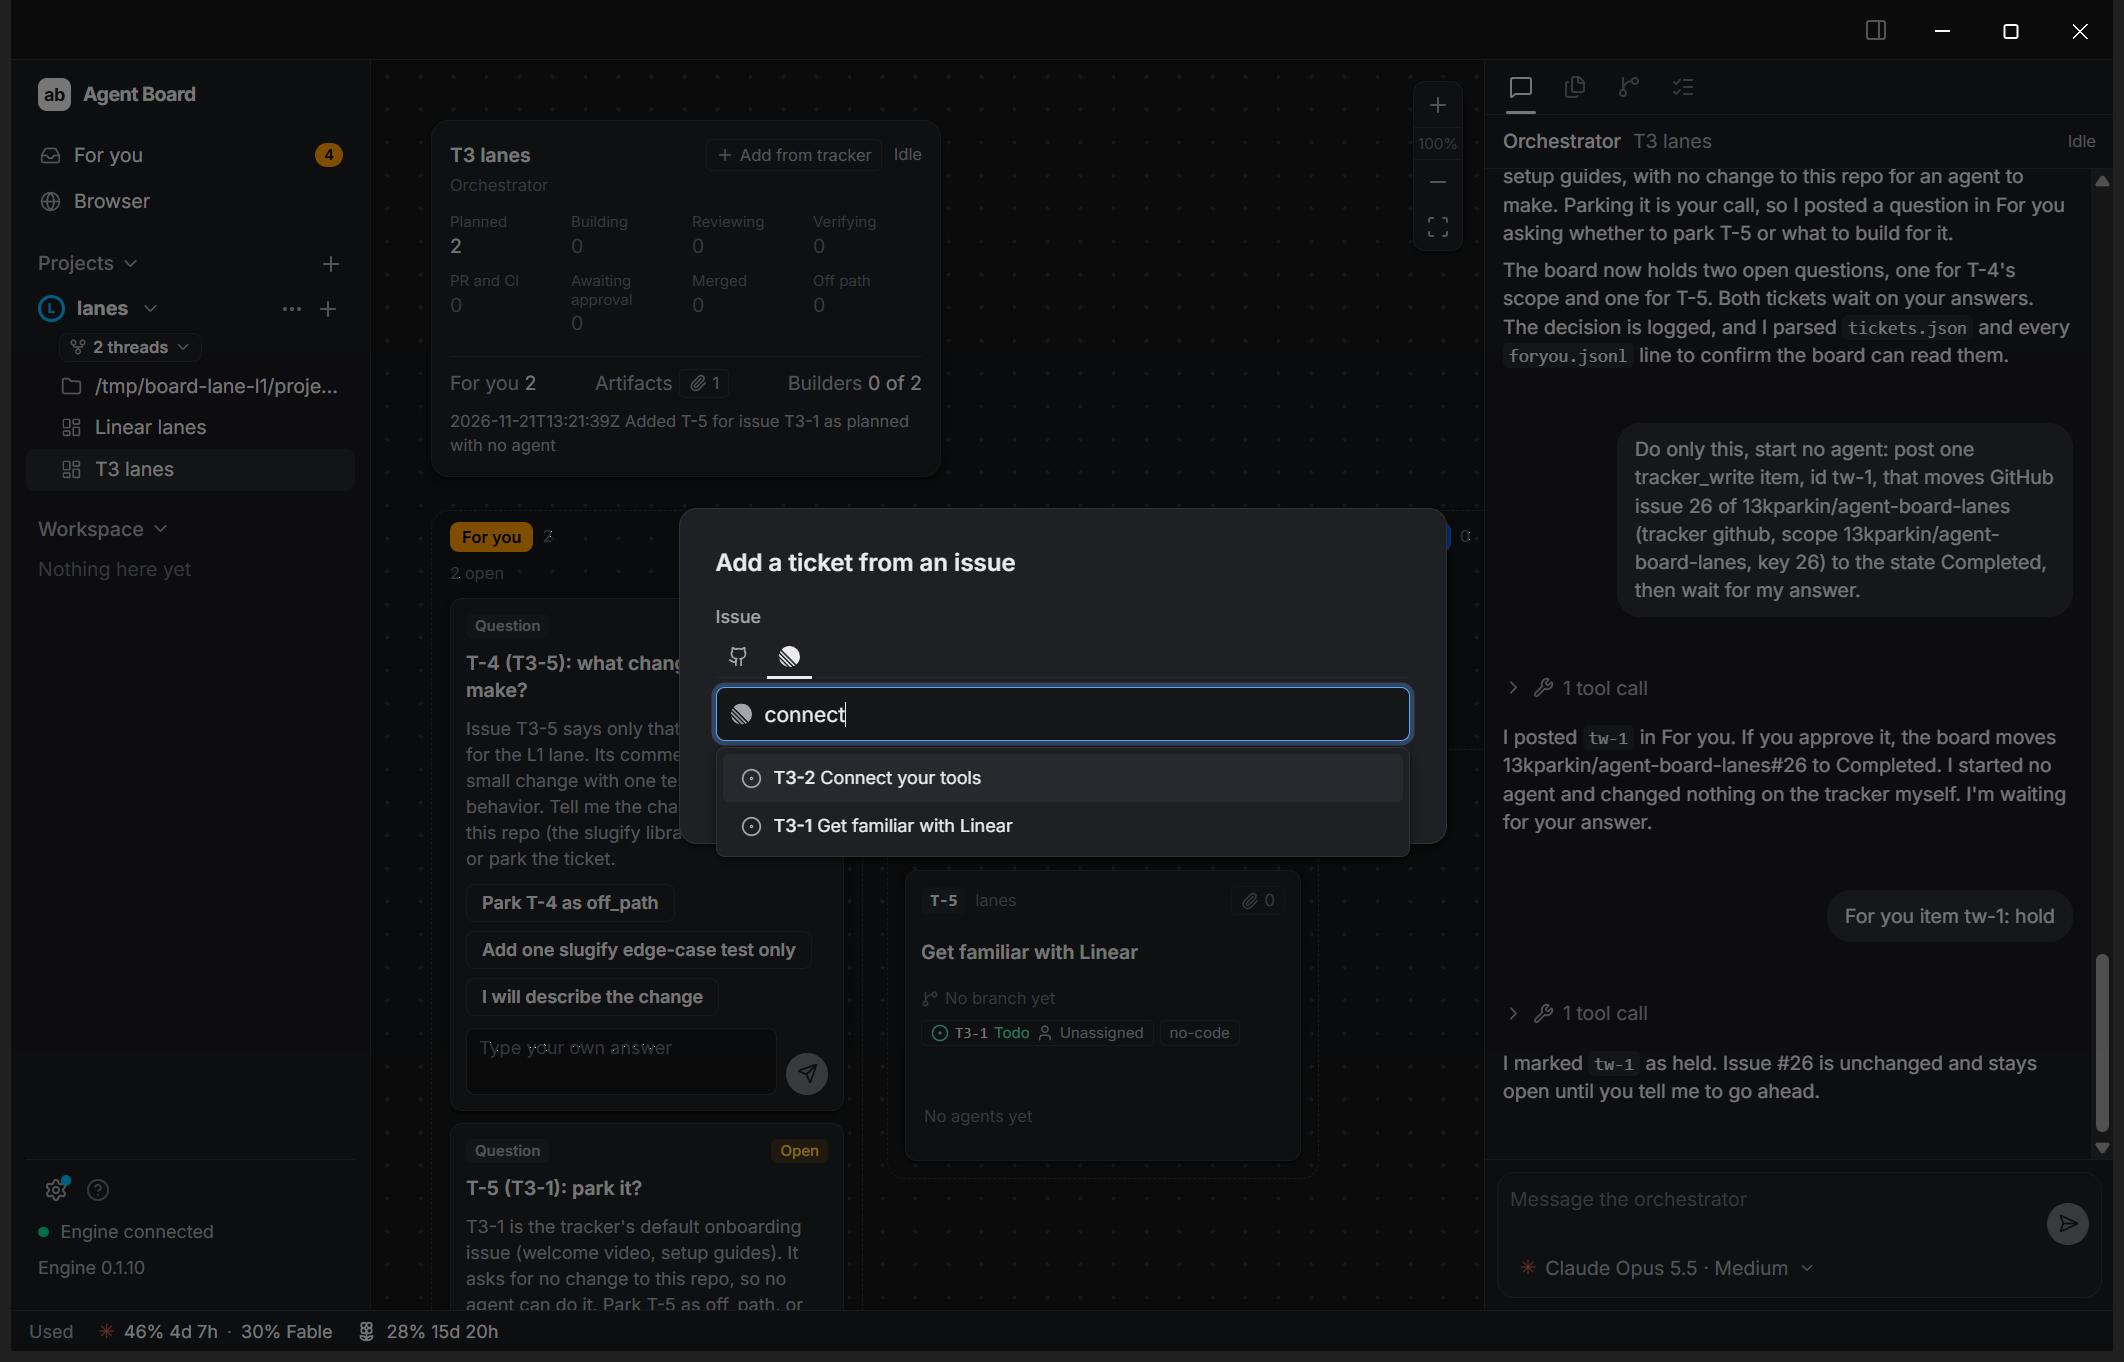 ab Agent Board
For you 4
Browser
Projects
L lanes
2 threads
/tmp/board-lane-l1/proje...
Linear lanes
T3 lanes
Workspace
Nothing here yet
Engine connected
Engine 0.1.10
Used 46% 4d 7h · 30% Fable 28% 15d 20h
T3 lanes + Add from tracker Idle
Orchestrator
Planned Building Reviewing Verifying
2 0 0 0
PR and CI Awaiting approval Merged Off path
0 0 0 0
For you 2 Artifacts 1 Builders 0 of 2
2026-11-21T13:21:39Z Added T-5 for issue T3-1 as planned
with no agent
100%
For you 2
2 open
0
Question
T-4 (T3-5): what chang
make?
Issue T3-5 says only that
for the L1 lane. Its comme
small change with one te
behavior. Tell me the cha
this repo (the slugify libra
or park the ticket.
Park T-4 as off_path
Add one slugify edge-case test only
I will describe the change
Type your own answer
Question Open
T-5 (T3-1): park it?
T3-1 is the tracker's default onboarding
issue (welcome video, setup guides). It
asks for no change to this repo, so no
agent can do it. Park T-5 as off_path, or
Add a ticket from an issue
Issue
connect
T3-2 Connect your tools
T3-1 Get familiar with Linear
T-5 lanes 0
Get familiar with Linear
No branch yet
T3-1 Todo Unassigned no-code
No agents yet
Orchestrator T3 lanes Idle
setup guides, with no change to this repo for an agent to
make. Parking it is your call, so I posted a question in For you
asking whether to park T-5 or what to build for it.
The board now holds two open questions, one for T-4's
scope and one for T-5. Both tickets wait on your answers.
The decision is logged, and I parsed tickets.json and every
foryou.jsonl line to confirm the board can read them.
Do only this, start no agent: post one
tracker_write item, id tw-1, that moves GitHub
issue 26 of 13kparkin/agent-board-lanes
(tracker github, scope 13kparkin/agent-
board-lanes, key 26) to the state Completed,
then wait for my answer.
1 tool call
I posted tw-1 in For you. If you approve it, the board moves
13kparkin/agent-board-lanes#26 to Completed. I started no
agent and changed nothing on the tracker myself. I'm waiting
for your answer.
For you item tw-1: hold
1 tool call
I marked tw-1 as held. Issue #26 is unchanged and stays
open until you tell me to go ahead.
Message the orchestrator
Claude Opus 5.5 · Medium